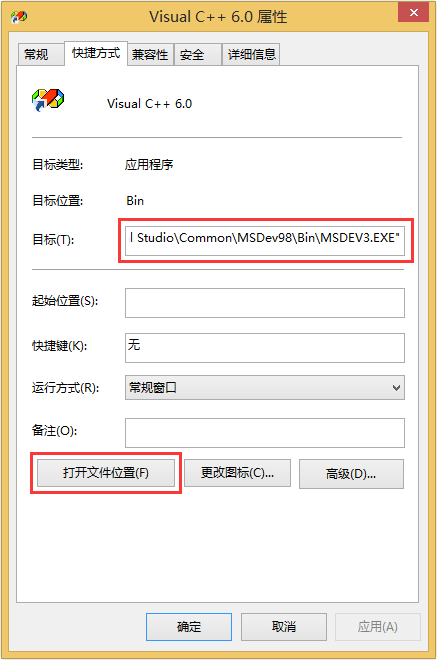 Visual C++ 6.0 属性
常规 快捷方式 兼容性 安全 详细信息
Visual C++ 6.0
目标类型: 应用程序
目标位置: Bin
目标(T): l Studio\Common\MSDev98\Bin\MSDEV3.EXE"
起始位置(S):
快捷键(K): 无
运行方式(R): 常规窗口
备注(O):
打开文件位置(F) 更改图标(C)... 高级(D)...
确定 取消 应用(A)